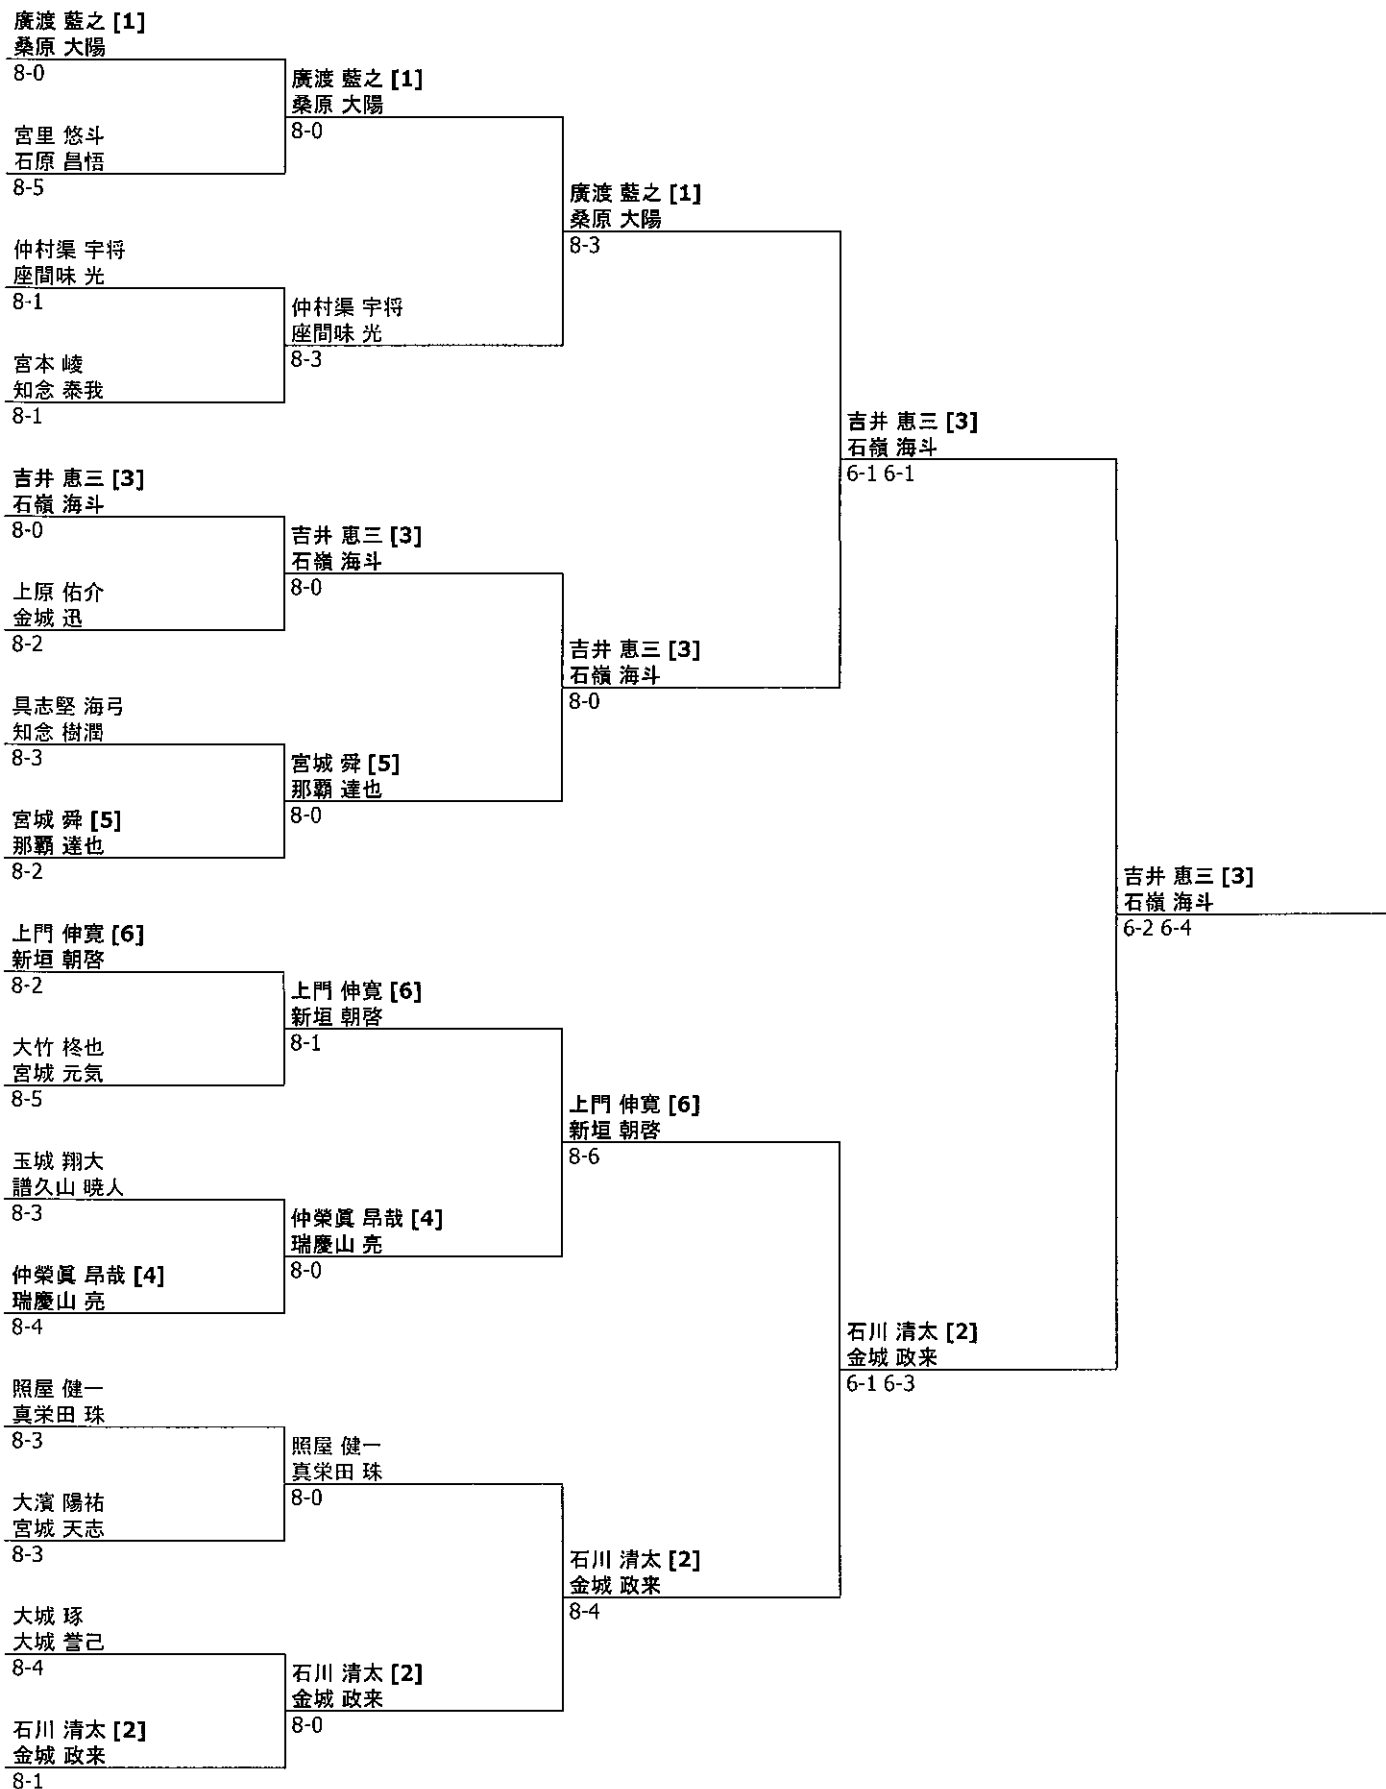 廣渡 藍之 [1]
桑原 大陽
8-0
宮里 悠斗
石原 昌悟
8-5
仲村渠 宇将
座間味 光
8-1
宮本 崚
知念 泰我
8-1
吉井 恵三 [3]
石嶺 海斗
8-0
上原 佑介
金城 迅
8-2
具志堅 海弓
知念 樹潤
8-3
宮城 舜 [5]
那覇 達也
8-2
上門 伸寛 [6]
新垣 朝啓
8-2
大竹 柊也
宮城 元気
8-5
玉城 翔大
譜久山 暁人
8-3
仲榮眞 昂哉 [4]
瑞慶山 亮
8-4
照屋 健一
真栄田 珠
8-3
大濱 陽祐
宮城 天志
8-3
大城 琢
大城 誉己
8-4
石川 清太 [2]
金城 政来
8-1
廣渡 藍之 [1]
桑原 大陽
8-0
仲村渠 宇将
座間味 光
8-3
吉井 恵三 [3]
石嶺 海斗
8-0
宮城 舜 [5]
那覇 達也
8-0
上門 伸寛 [6]
新垣 朝啓
8-1
仲榮眞 昂哉 [4]
瑞慶山 亮
8-0
照屋 健一
真栄田 珠
8-0
石川 清太 [2]
金城 政来
8-0
廣渡 藍之 [1]
桑原 大陽
8-3
吉井 恵三 [3]
石嶺 海斗
8-0
上門 伸寛 [6]
新垣 朝啓
8-6
石川 清太 [2]
金城 政来
8-4
吉井 恵三 [3]
石嶺 海斗
6-1 6-1
石川 清太 [2]
金城 政来
6-1 6-3
吉井 恵三 [3]
石嶺 海斗
6-2 6-4